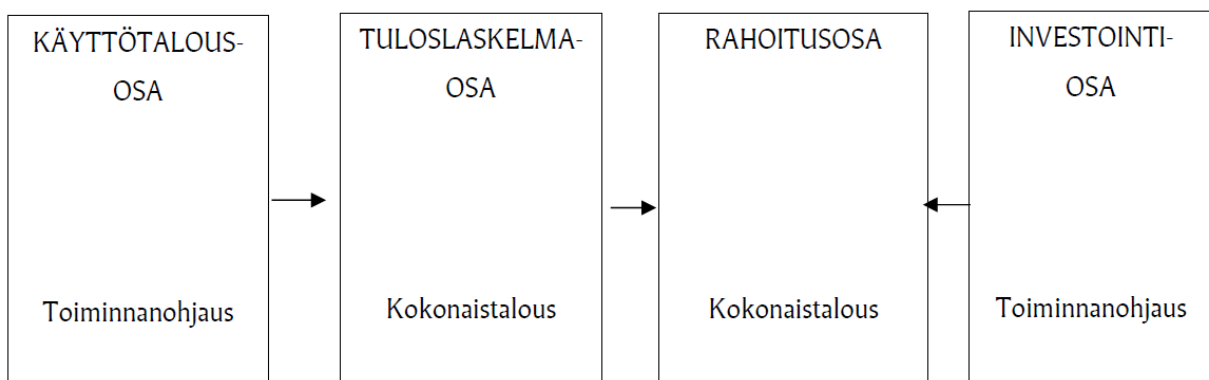 KÄYTTÖTALOUS-
OSA
Toiminnanohjaus
TULOSLASKELMA-
OSA
Kokonaistalous
RAHOITUSOSA
Kokonaistalous
INVESTOINTI-
OSA
Toiminnanohjaus